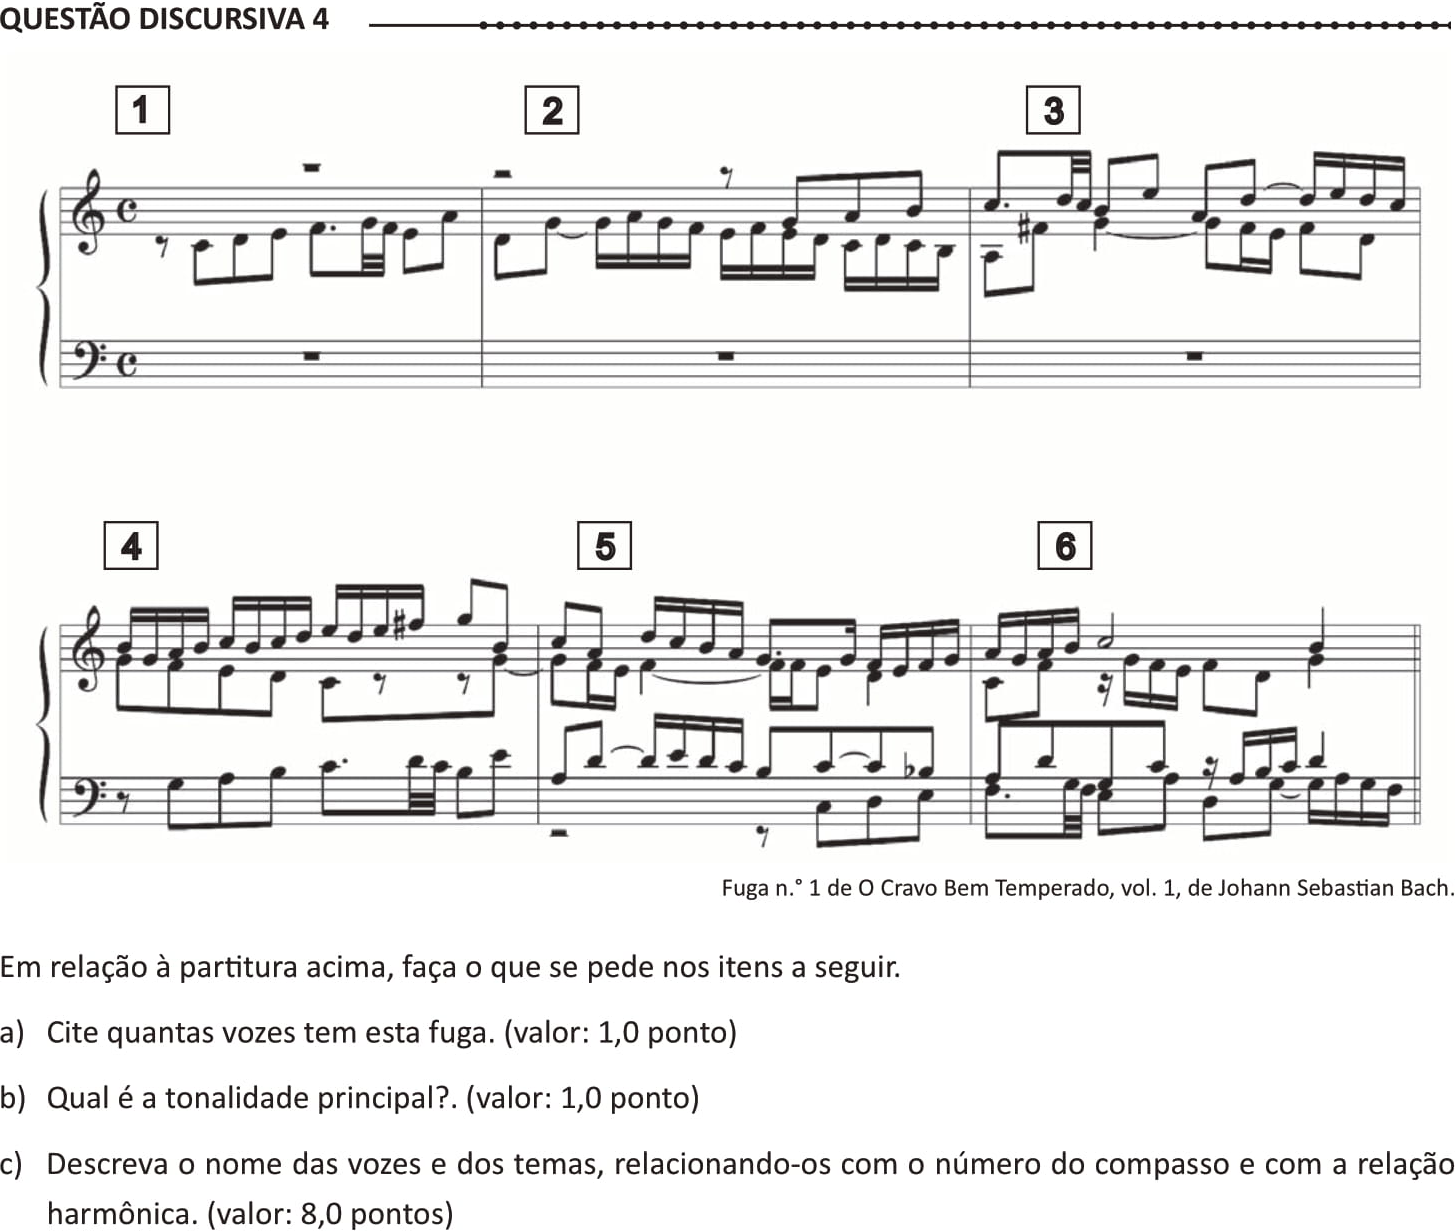 QUESTÃO DISCURSIVA 4
1
2
3
4
5
6
Fuga n.° 1 de O Cravo Bem Temperado, vol. 1, de Johann Sebastian Bach.
Em relação à partitura acima, faça o que se pede nos itens a seguir.
a) Cite quantas vozes tem esta fuga. (valor: 1,0 ponto)
b) Qual é a tonalidade principal?. (valor: 1,0 ponto)
c) Descreva o nome das vozes e dos temas, relacionando-os com o número do compasso e com a relação
harmônica. (valor: 8,0 pontos)